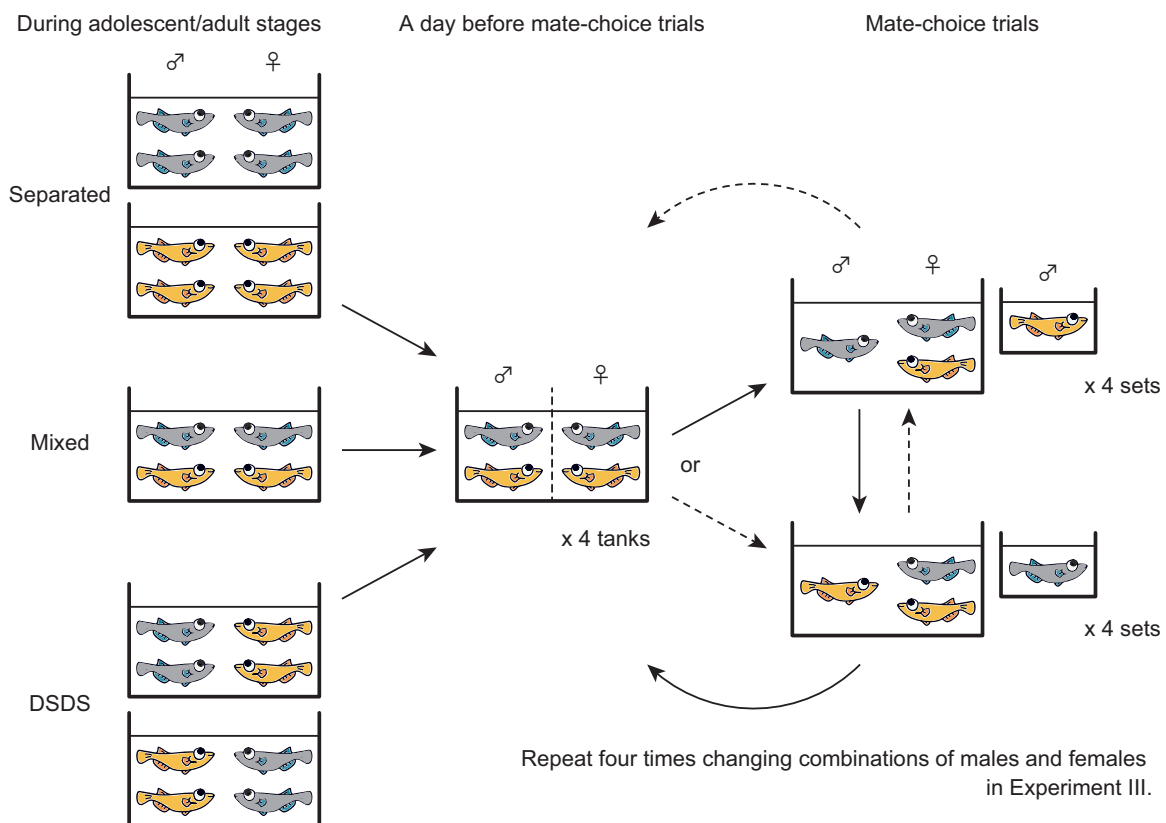 During adolescent/adult stages
A day before mate-choice trials
Mate-choice trials
♂ ♀
Separated
♂ ♀
♂
x 4 sets
Mixed
♂ ♀
or
x 4 tanks
x 4 sets
DSDS
Repeat four times changing combinations of males and females
in Experiment III.